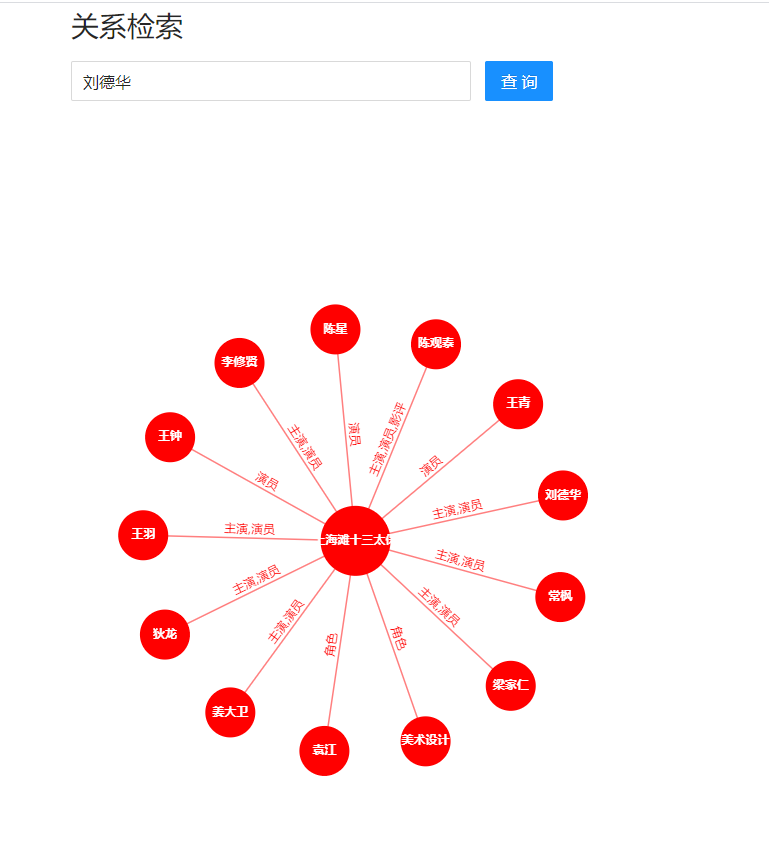 关系检索
刘德华
查 询
陈星
陈观泰
李修贤
王青
王钟
刘德华
王羽
上海滩十三太保
常枫
狄龙
梁家仁
姜大卫
美术设计
袁江
演员
主演,演员,影评
主演,演员
演员
演员
主演,演员
主演,演员
主演,演员
主演,演员
主演,演员
主演,演员
角色
角色